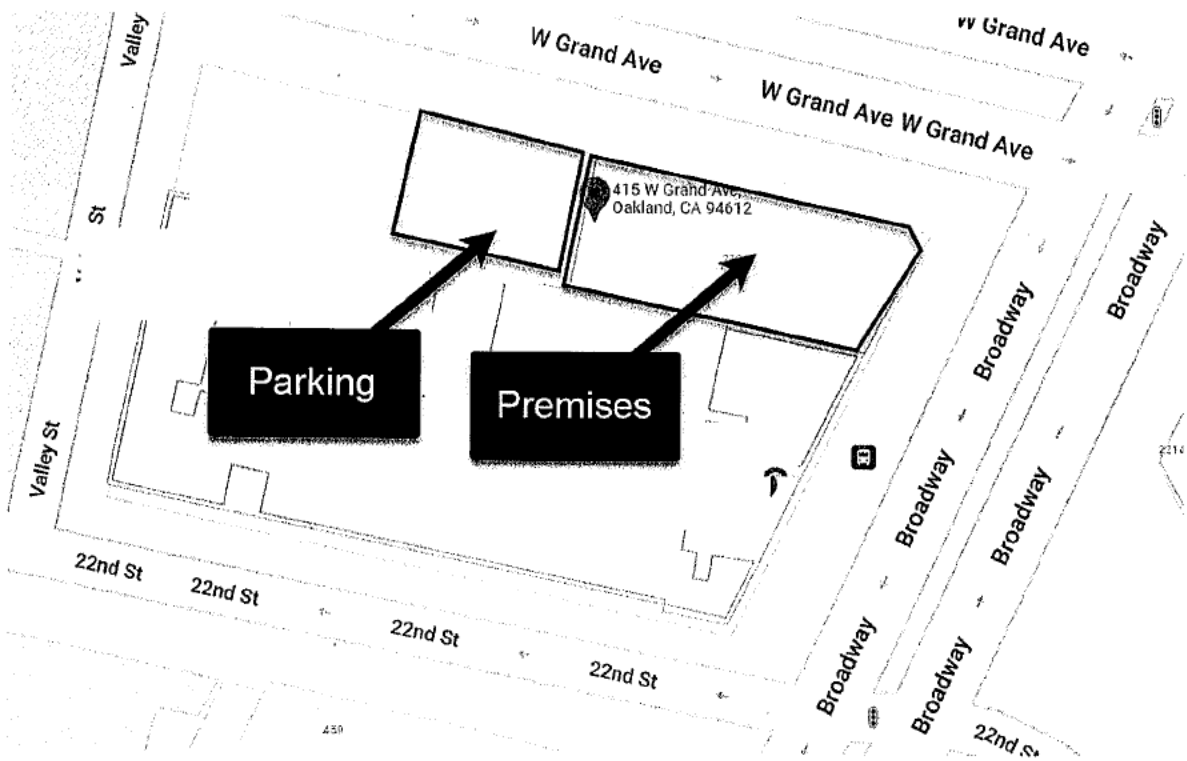 W Grand Ave
Valley
W Grand Ave
W Grand Ave W Grand Ave
415 W Grand Ave,
Oakland, CA 94612
St
Broadway
Broadway
Parking
Premises
Valley St
Broadway
Broadway
22nd St
22nd St
22nd St
22nd St
Broadway
Broadway
22nd St